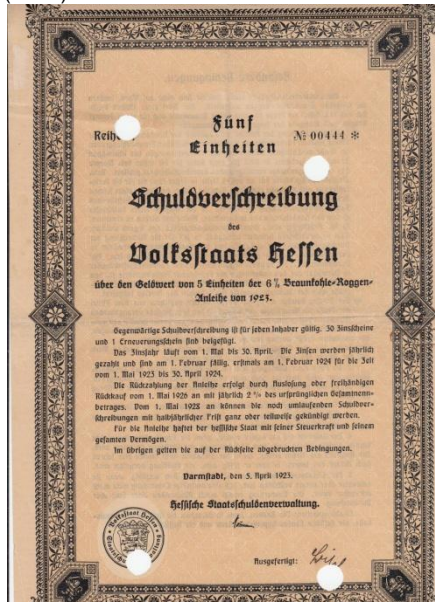 Fünf
Einheiten
Reihe
№ 00444 *
Schuldverschreibung
des
Volksstaats Hessen
über den Geldwert von 5 Einheiten der 6 % Braunkohle-Roggen-
Anleihe von 1923.
Gegenwärtige Schuldverschreibung ist für jeden Inhaber gültig. 30 Zinsscheine
und 1 Erneuerungsschein sind beigefügt.
Das Zinsjahr läuft vom 1. Mai bis 30. April. Die Zinsen werden jährlich
gezahlt und sind am 1. Februar fällig, erstmals am 1. Februar 1924 für die Zeit
vom 1. Mai 1923 bis 30. April 1924.
Die Rückzahlung der Anleihe erfolgt durch Auslosung oder freihändigen
Rückkauf vom 1. Mai 1926 an mit jährlich 2 % des ursprünglichen Gesamtnenn-
betrages. Vom 1. Mai 1928 an können die noch umlaufenden Schuldver-
schreibungen mit halbjährlicher Frist ganz oder teilweise gekündigt werden.
Für die Anleihe haftet der hessische Staat mit seiner Steuerkraft und seinem
gesamten Vermögen.
Im übrigen gelten die auf der Rückseite abgedruckten Bedingungen.
Darmstadt, den 5. April 1923.
Hessische Staatsschuldenverwaltung.
Volksstaat Hessen
Ausgefertigt: